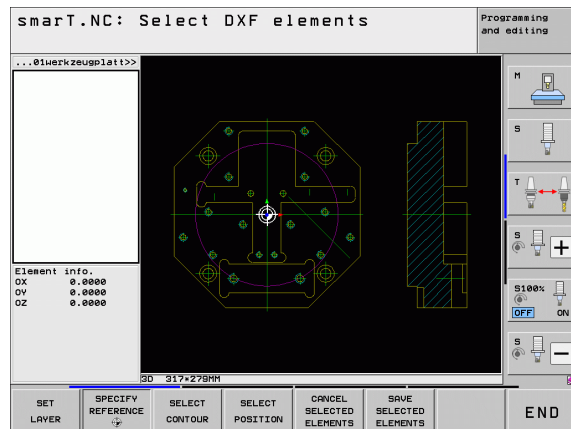 smarT.NC: Select DXF elements
Programming
and editing
...01werkzeugplatt>>
M
S
T
S
S100%
OFF ON
S
Element info.
OX 0.0000
OY 0.0000
OZ 0.0000
3D 317*279MM
SET
LAYER
SPECIFY
REFERENCE
SELECT
CONTOUR
SELECT
POSITION
CANCEL
SELECTED
ELEMENTS
SAVE
SELECTED
ELEMENTS
END